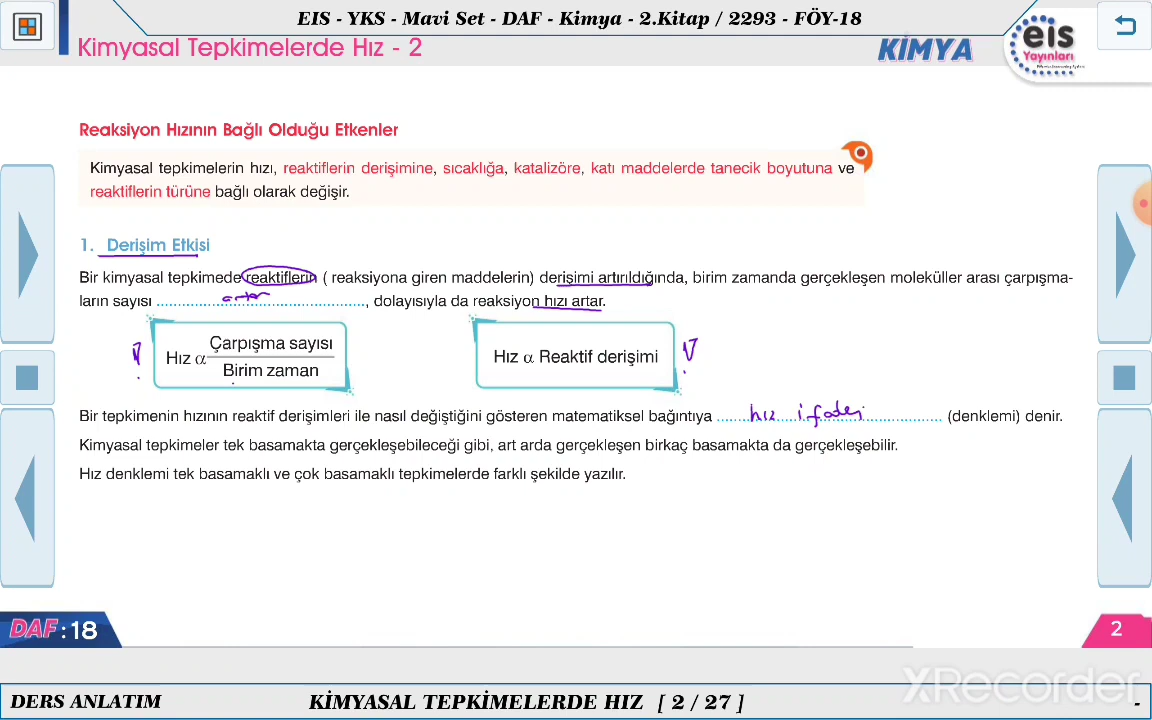 EIS - YKS - Mavi Set - DAF - Kimya - 2.Kitap / 2293 - FÖY-18
Kimyasal Tepkimelerde Hız - 2
KİMYA
eis
Yayınları
Reaksiyon Hızının Bağlı Olduğu Etkenler
Kimyasal tepkimelerin hızı, reaktiflerin derişimine, sıcaklığa, katalizöre, katı maddelerde tanecik boyutuna ve
reaktiflerin türüne bağlı olarak değişir.
1. Derişim Etkisi
Bir kimyasal tepkimede reaktiflerin ( reaksiyona giren maddelerin) derişimi artırıldığında, birim zamanda gerçekleşen moleküller arası çarpışma-
ların sayısı artar, dolayısıyla da reaksiyon hızı artar.
Hız α Çarpışma sayısı
Birim zaman
Hız α Reaktif derişimi
Bir tepkimenin hızının reaktif derişimleri ile nasıl değiştiğini gösteren matematiksel bağıntıya hız ifadesi (denklemi) denir.
Kimyasal tepkimeler tek basamakta gerçekleşebileceği gibi, art arda gerçekleşen birkaç basamakta da gerçekleşebilir.
Hız denklemi tek basamaklı ve çok basamaklı tepkimelerde farklı şekilde yazılır.
DAF : 18
2
XRecorder
DERS ANLATIM
KİMYASAL TEPKİMELERDE HIZ [ 2 / 27 ]
-